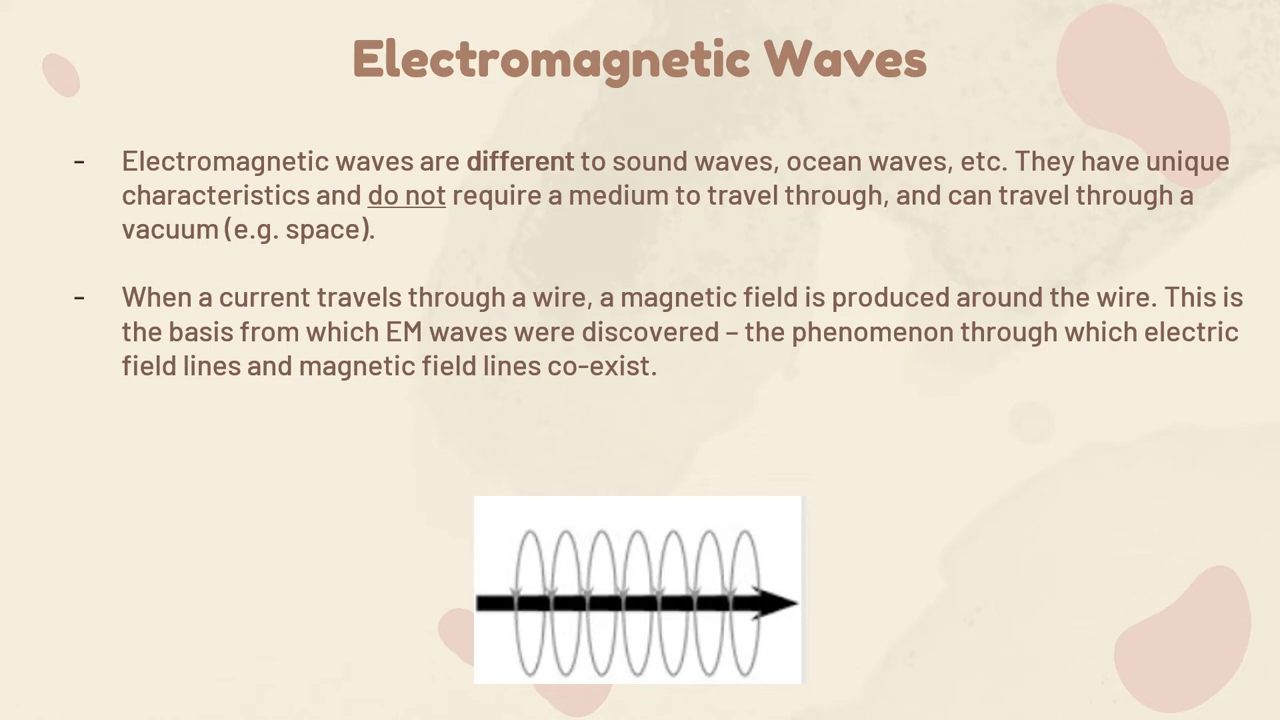 Electromagnetic Waves
- Electromagnetic waves are different to sound waves, ocean waves, etc. They have unique
characteristics and do not require a medium to travel through, and can travel through a
vacuum (e.g. space).
- When a current travels through a wire, a magnetic field is produced around the wire. This is
the basis from which EM waves were discovered – the phenomenon through which electric
field lines and magnetic field lines co-exist.